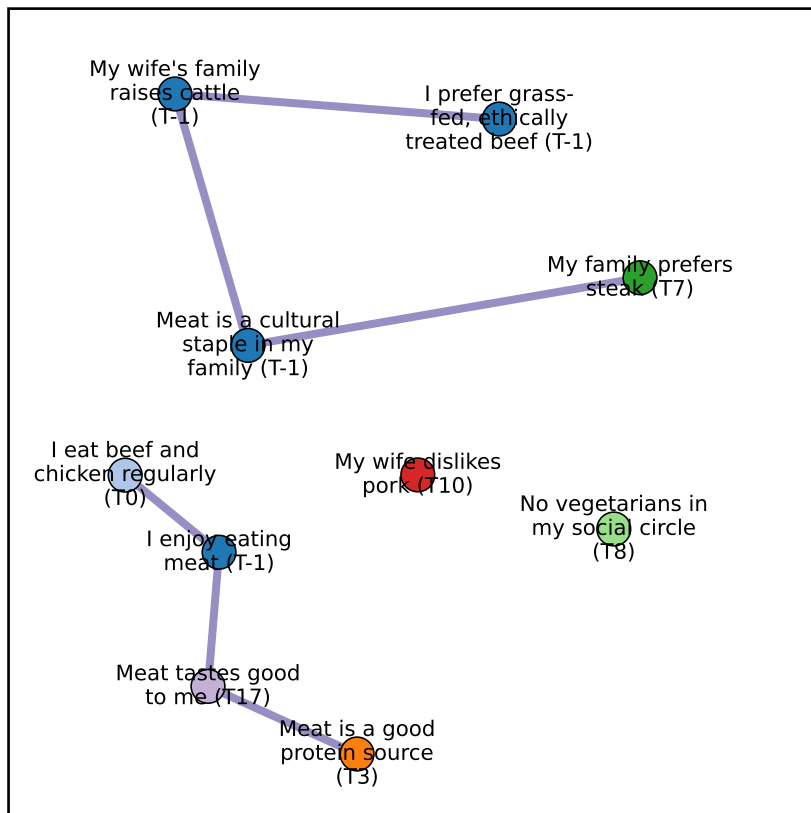 My wife's family
raises cattle
(T-1)
I prefer grass-
fed, ethically
treated beef (T-1)
My family prefers
steak (T7)
Meat is a cultural
staple in my
family (T-1)
I eat beef and
chicken regularly
(T0)
My wife dislikes
pork (T10)
No vegetarians in
my social circle
(T8)
I enjoy eating
meat (T-1)
Meat tastes good
to me (T17)
Meat is a good
protein source
(T3)